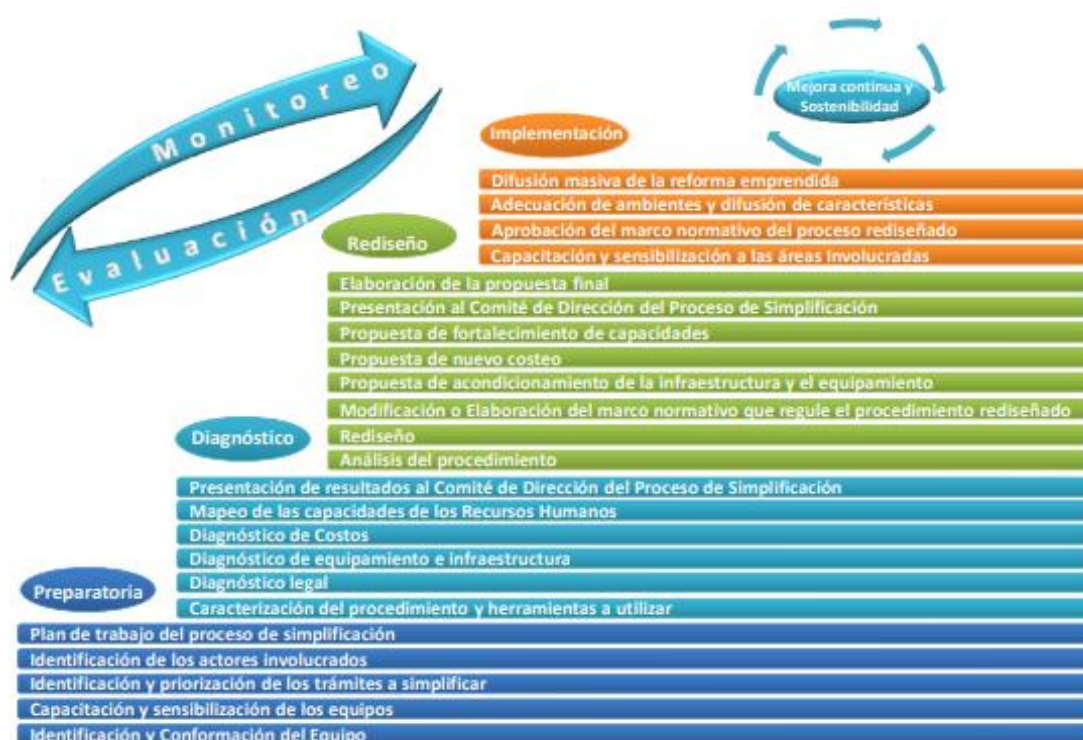 Monitoreo
Evaluación
Mejora continua y
Sostenibilidad
Implementación
Difusión masiva de la reforma emprendida
Adecuación de ambientes y difusión de características
Aprobación del marco normativo del proceso rediseñado
Capacitación y sensibilización a las áreas Involucradas
Rediseño
Elaboración de la propuesta final
Presentación al Comité de Dirección del Proceso de Simplificación
Propuesta de fortalecimiento de capacidades
Propuesta de nuevo costeo
Propuesta de acondicionamiento de la infraestructura y el equipamiento
Modificación o Elaboración del marco normativo que regule el procedimiento rediseñado
Rediseño
Análisis del procedimiento
Diagnóstico
Presentación de resultados al Comité de Dirección del Proceso de Simplificación
Mapeo de las capacidades de los Recursos Humanos
Diagnóstico de Costos
Diagnóstico de equipamiento e infraestructura
Diagnóstico legal
Caracterización del procedimiento y herramientas a utilizar
Preparatoria
Plan de trabajo del proceso de simplificación
Identificación de los actores involucrados
Identificación y priorización de los trámites a simplificar
Capacitación y sensibilización de los equipos
Identificación y Conformación del Equipo